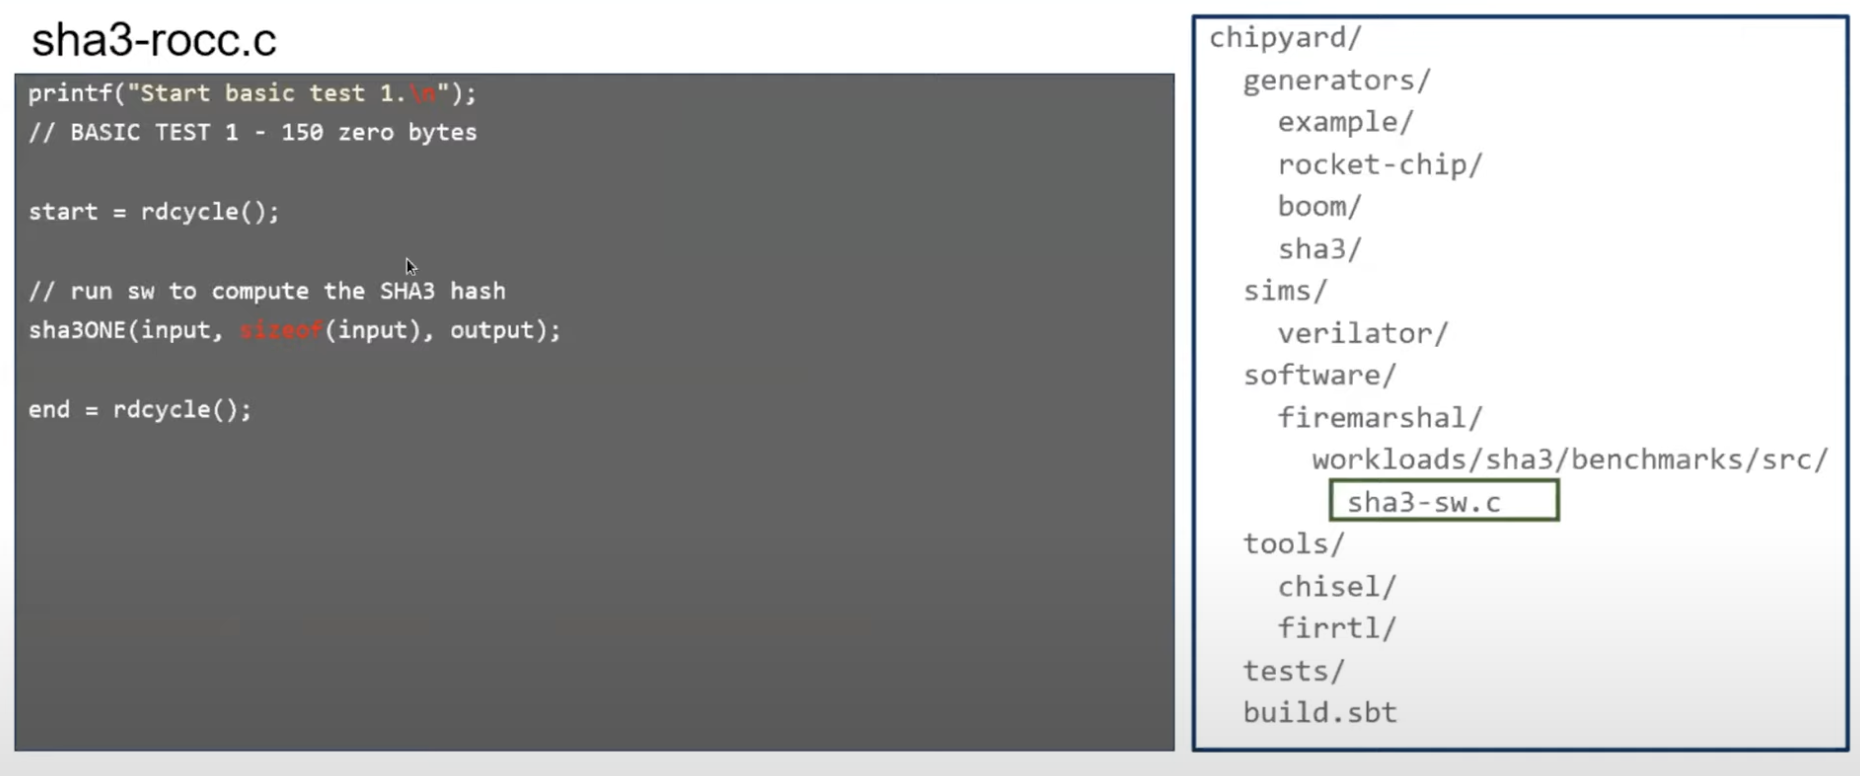 sha3-rocc.c
printf("Start basic test 1.\n");
// BASIC TEST 1 - 150 zero bytes
start = rdcycle();
// run sw to compute the SHA3 hash
sha3ONE(input, sizeof(input), output);
end = rdcycle();
chipyard/
generators/
example/
rocket-chip/
boom/
sha3/
sims/
verilator/
software/
firemarshal/
workloads/sha3/benchmarks/src/
sha3-sw.c
tools/
chisel/
firrtl/
tests/
build.sbt